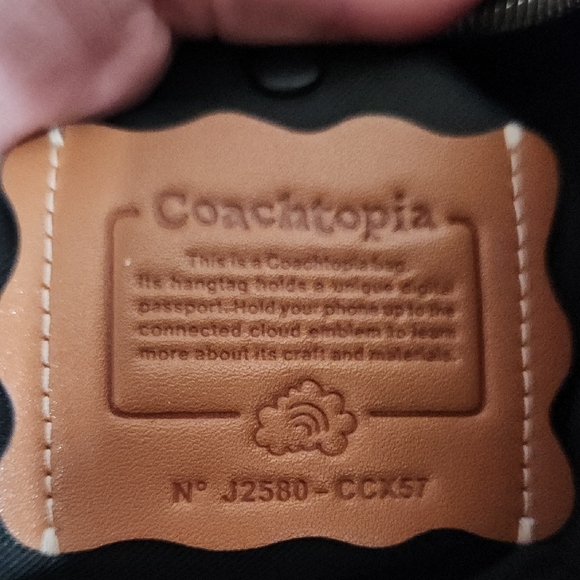 Coachtopia
This is a Coachtopia bag
Its hangtag holds a unique digital
passport. Hold your phone up to the
connected cloud emblem to learn
more about its craft and materials.
N° J2580-CCX57